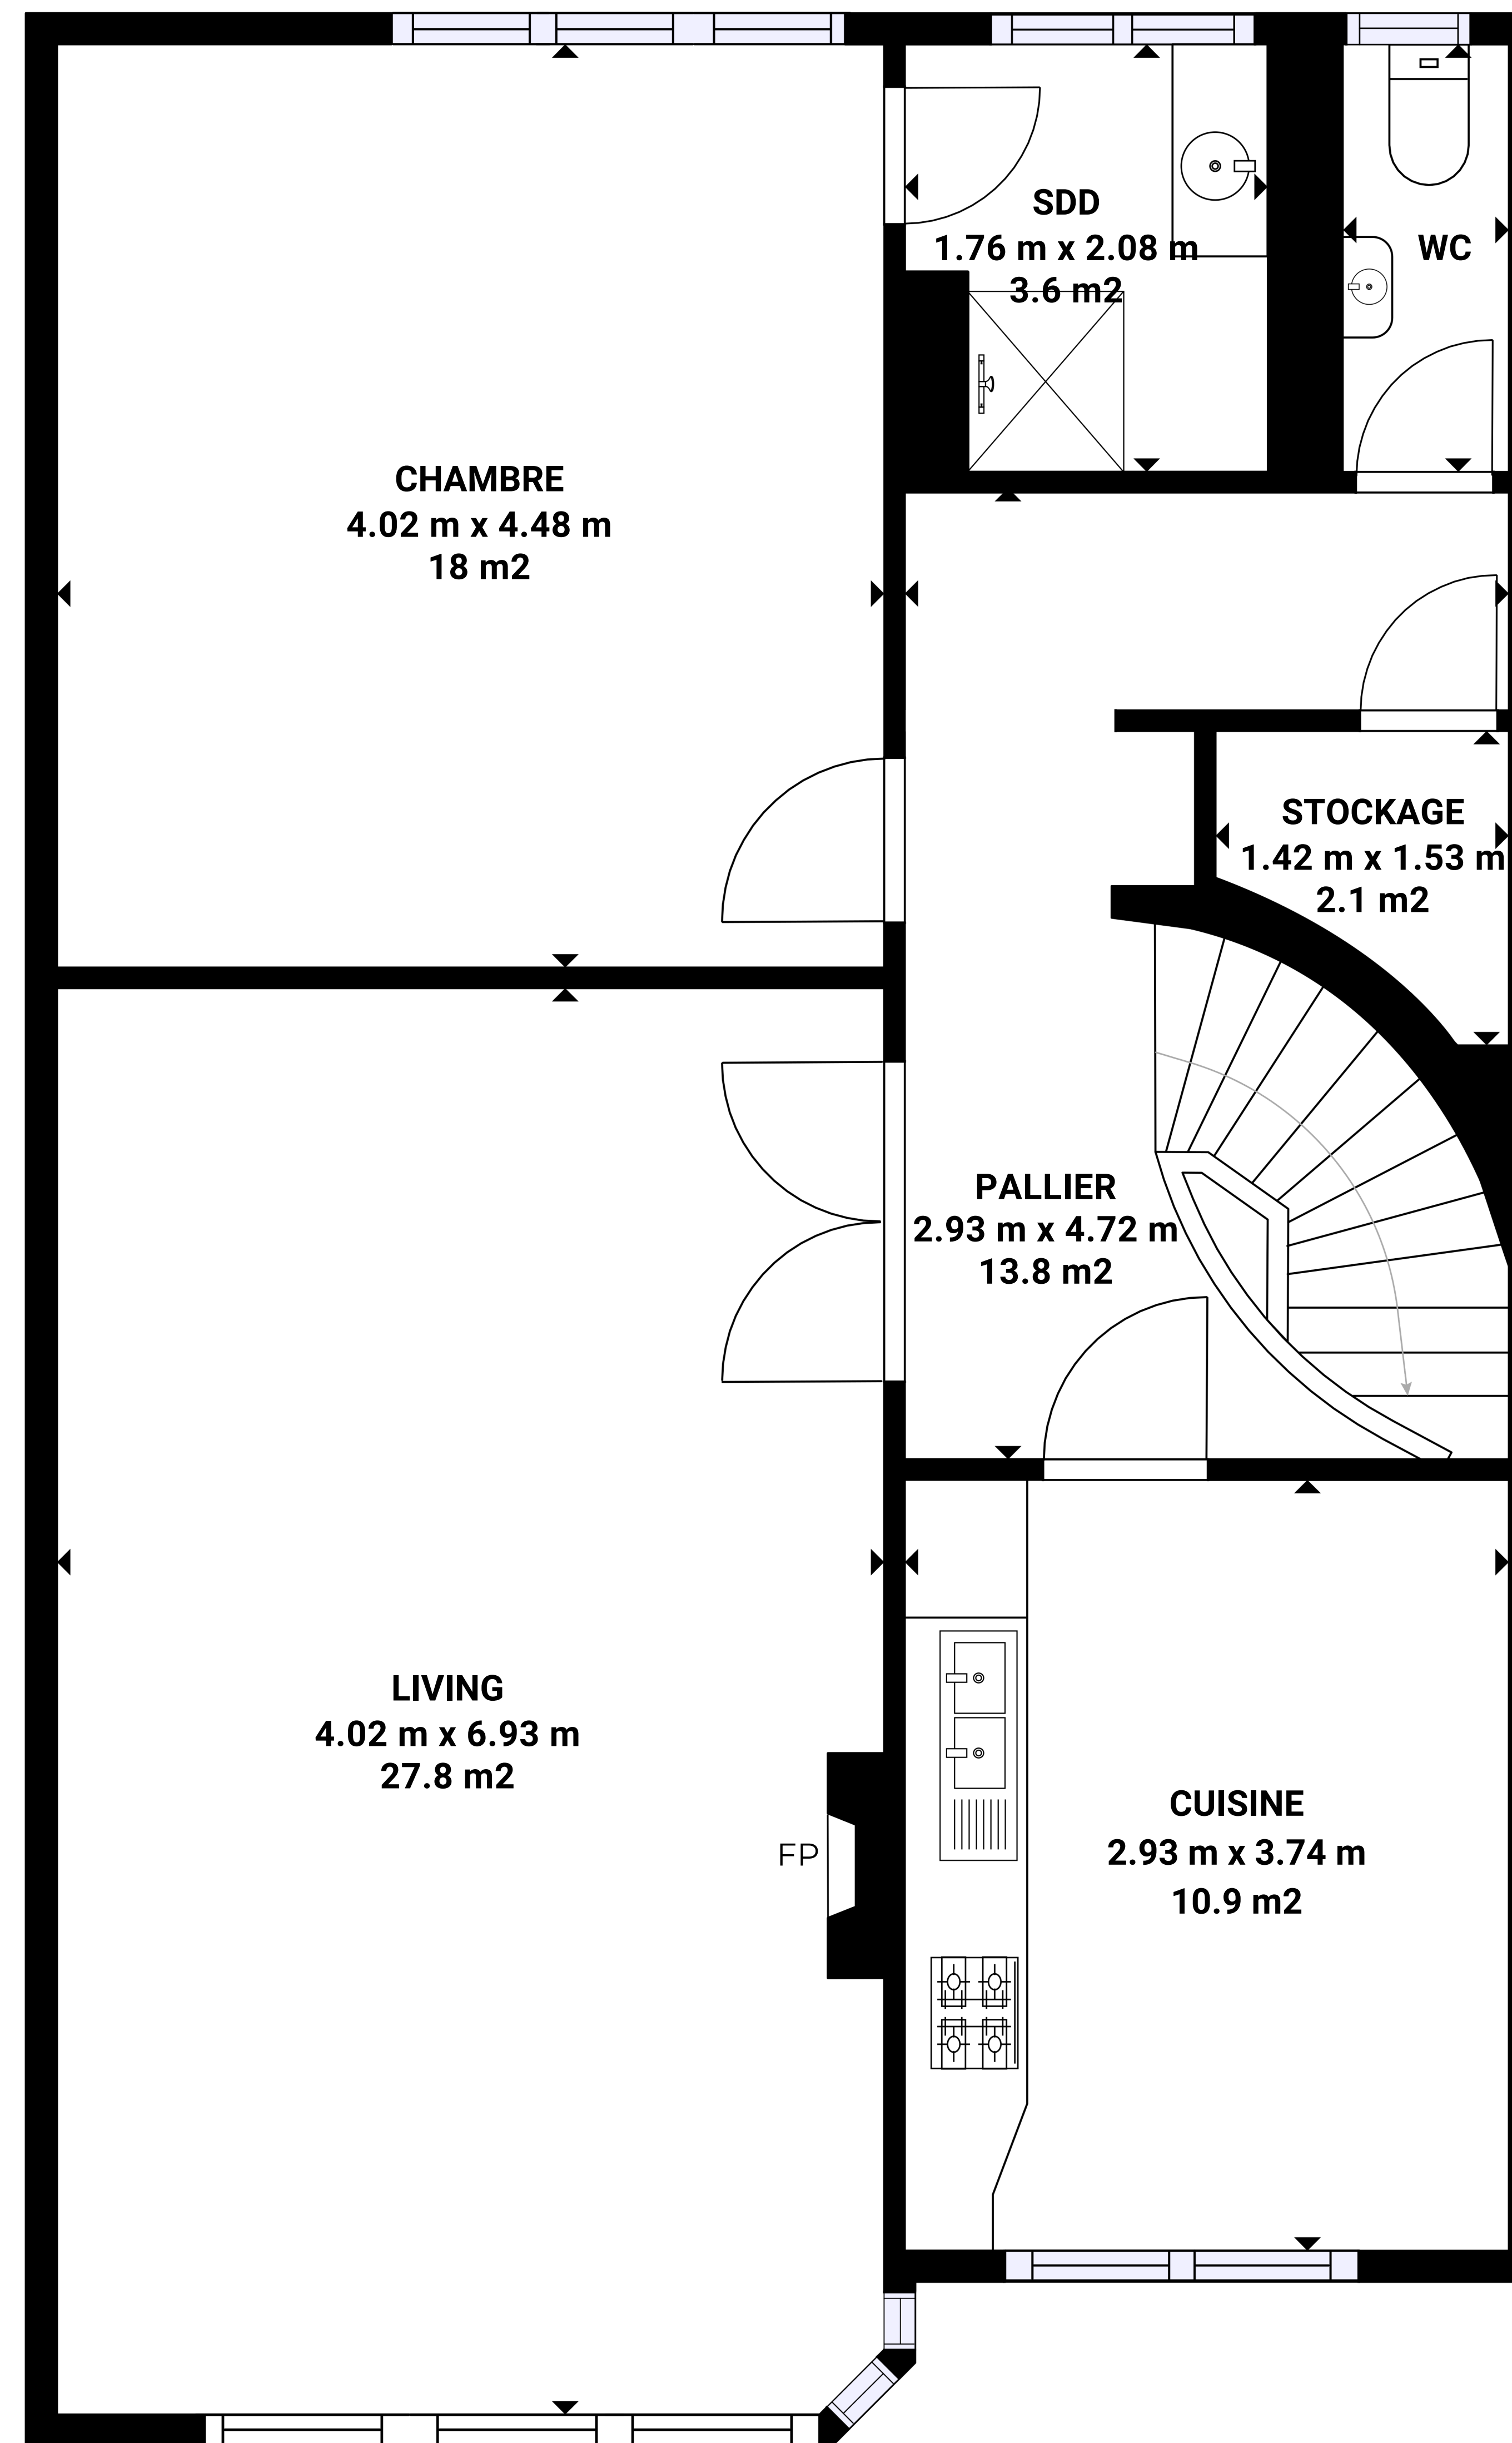 SDD
1.76 m x 2.08 m
3.6 m2
WC
CHAMBRE
4.02 m x 4.48 m
18 m2
STOCKAGE
1.42 m x 1.53 m
2.1 m2
PALLIER
2.93 m x 4.72 m
13.8 m2
LIVING
4.02 m x 6.93 m
27.8 m2
FP
CUISINE
2.93 m x 3.74 m
10.9 m2